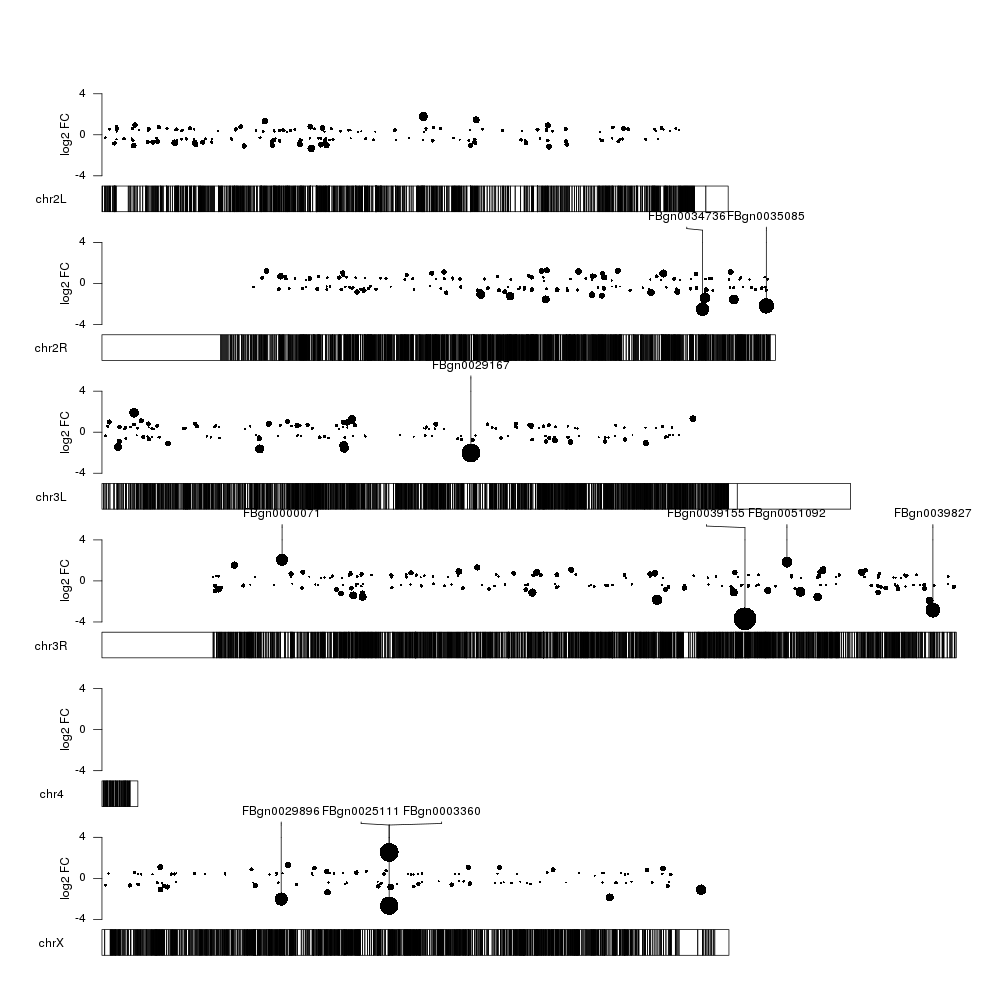 4
0
-4
log2 FC
chr2L
FBgn0034736 FBgn0035085
4
0
-4
log2 FC
chr2R
FBgn0029167
4
0
-4
log2 FC
chr3L
FBgn0000071 FBgn0039155 FBgn0051092 FBgn0039827
4
0
-4
log2 FC
chr3R
4
0
-4
log2 FC
chr4
FBgn0029896 FBgn0025111 FBgn0003360
4
0
-4
log2 FC
chrX